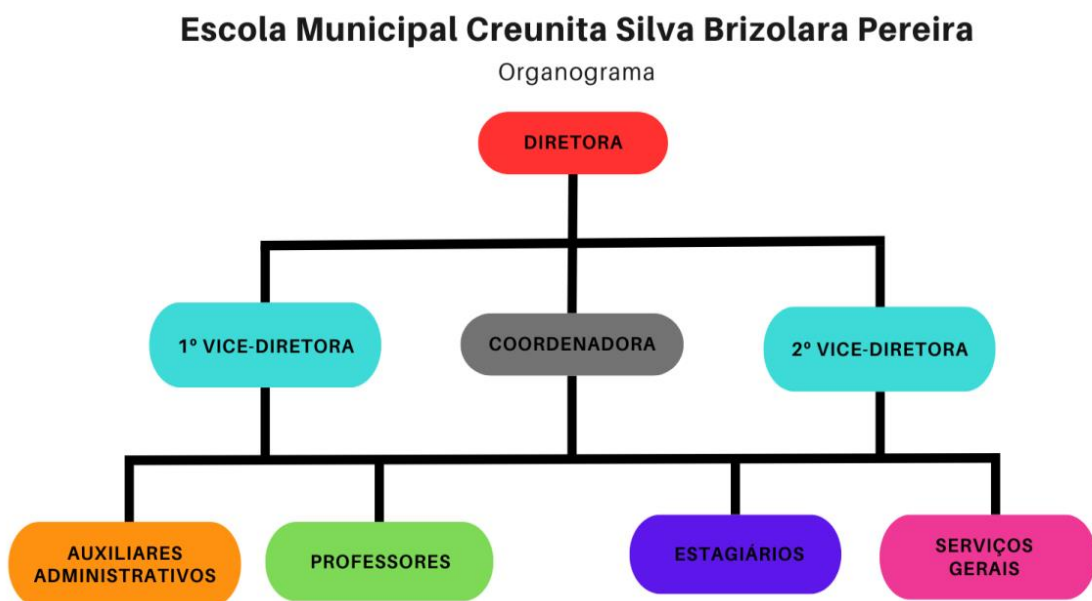 Escola Municipal Creunita Silva Brizolara Pereira
Organograma
DIRETORA
1º VICE-DIRETORA
COORDENADORA
2º VICE-DIRETORA
AUXILIARES
ADMINISTRATIVOS
PROFESSORES
ESTAGIÁRIOS
SERVIÇOS
GERAIS